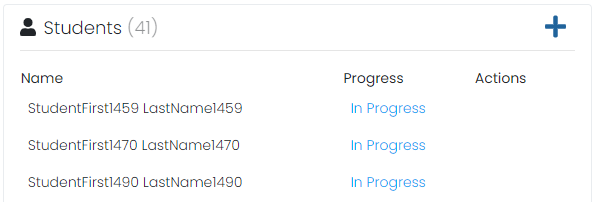 Students (41)
Name Progress Actions
StudentFirst1459 LastName1459 In Progress
StudentFirst1470 LastName1470 In Progress
StudentFirst1490 LastName1490 In Progress